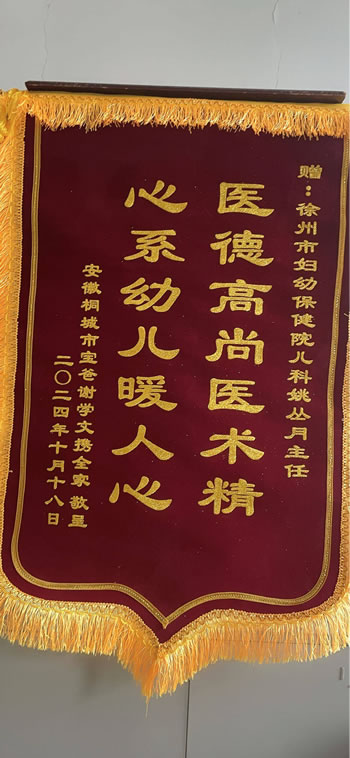 赠：徐州市妇幼保健院儿科姚丛月主任
医德高尚医术精
心系幼儿暖人心
安徽桐城市宝爸谢学文携全家 敬呈
二〇二四年十月十八日